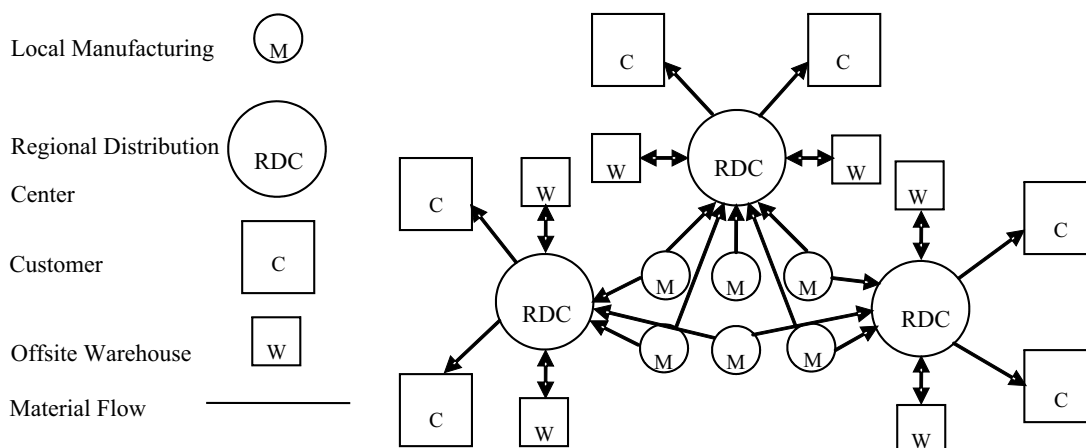 Local Manufacturing
M
Regional Distribution
Center
RDC
Customer
C
Offsite Warehouse
W
Material Flow
C
C
RDC
W
W
C
W
W
C
RDC
M
M
M
RDC
M
M
M
C
W
C
C
W